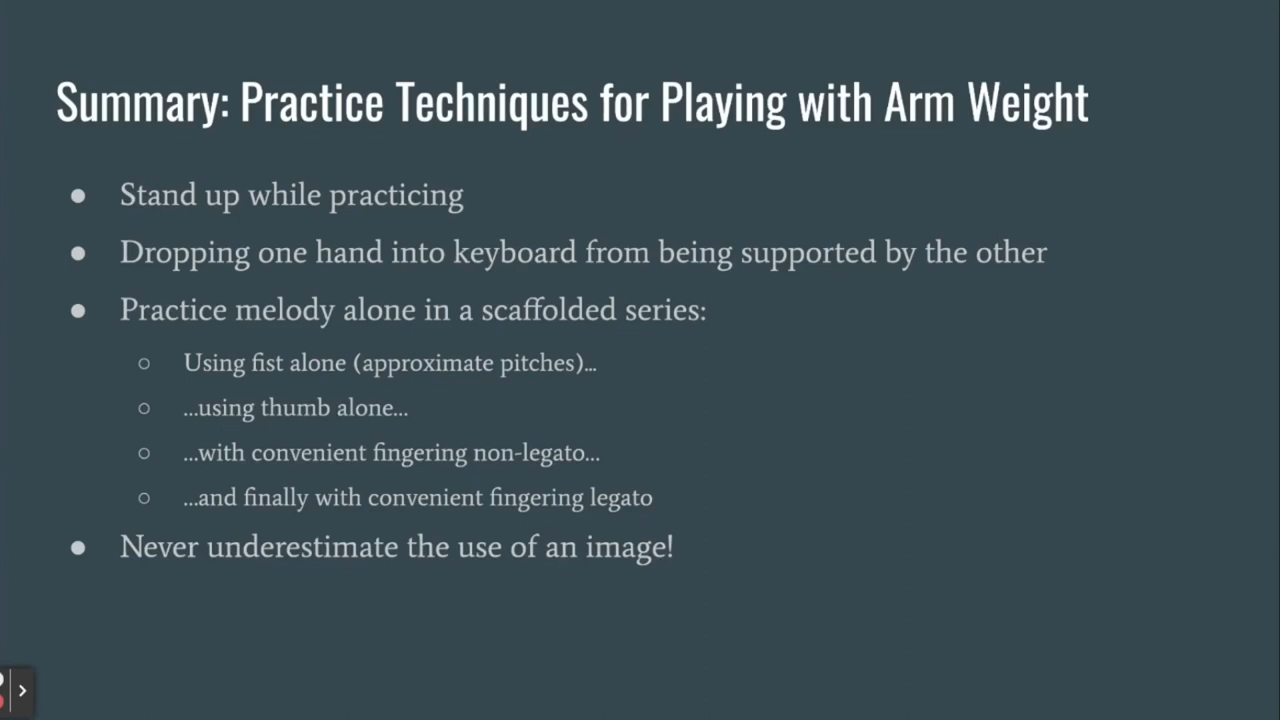 Summary: Practice Techniques for Playing with Arm Weight
● Stand up while practicing
● Dropping one hand into keyboard from being supported by the other
● Practice melody alone in a scaffolded series:
○ Using fist alone (approximate pitches)...
○ ...using thumb alone...
○ ...with convenient fingering non-legato...
○ ...and finally with convenient fingering legato
● Never underestimate the use of an image!